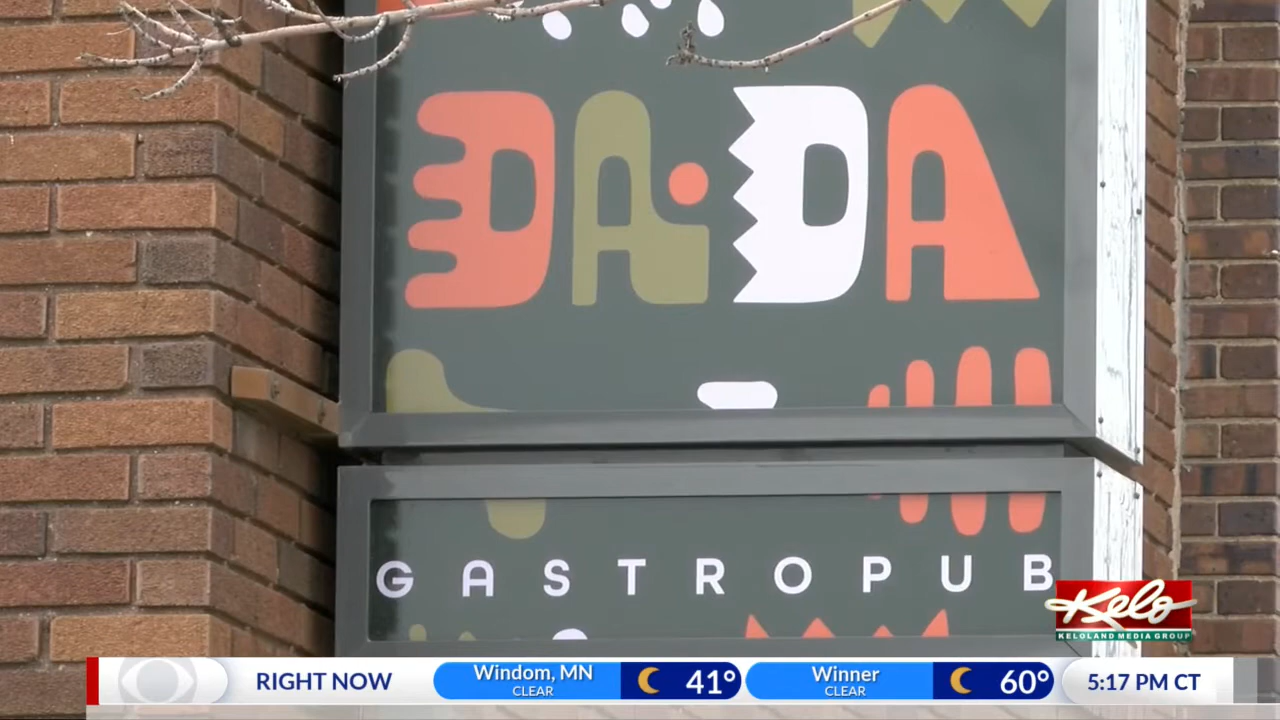 DA•DA
GASTROPUB
Kelo
KELOLAND MEDIA GROUP
RIGHT NOW
Windom, MN
CLEAR
41°
Winner
CLEAR
60°
5:17 PM CT